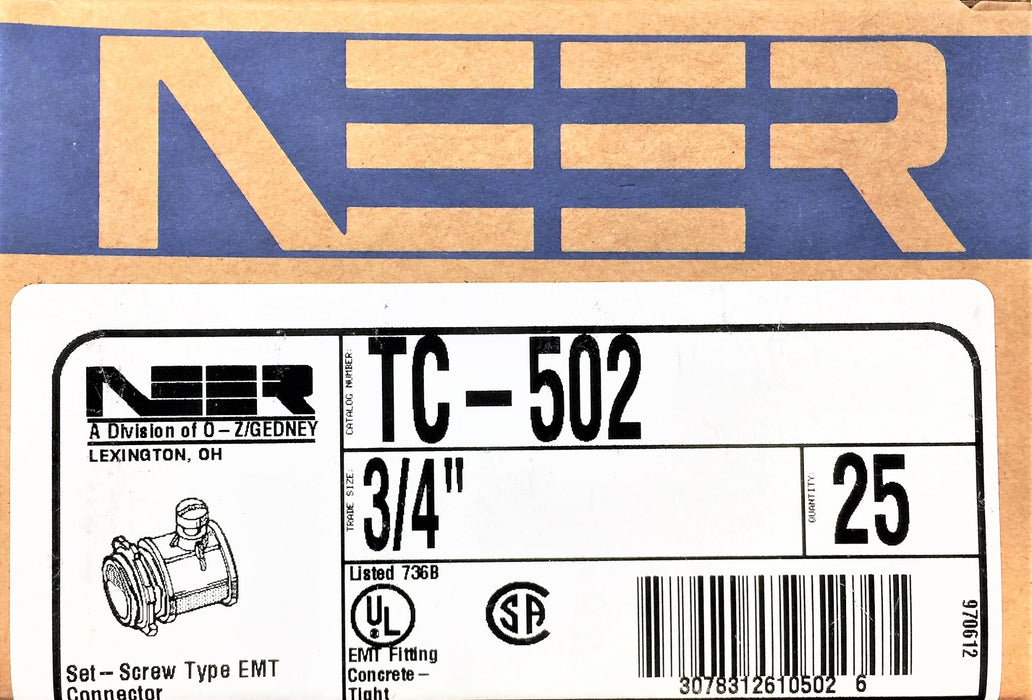 NEER
NEER
A Division of O-Z/GEDNEY
LEXINGTON, OH
CATALOG NUMBER:
TC-502
TRADE SIZE:
3/4"
QUANTITY:
25
Set-Screw Type EMT
Connector
Listed 736B
UL
®
SA
EMT Fitting
Concrete-
Tight
3078312610502 6
970612